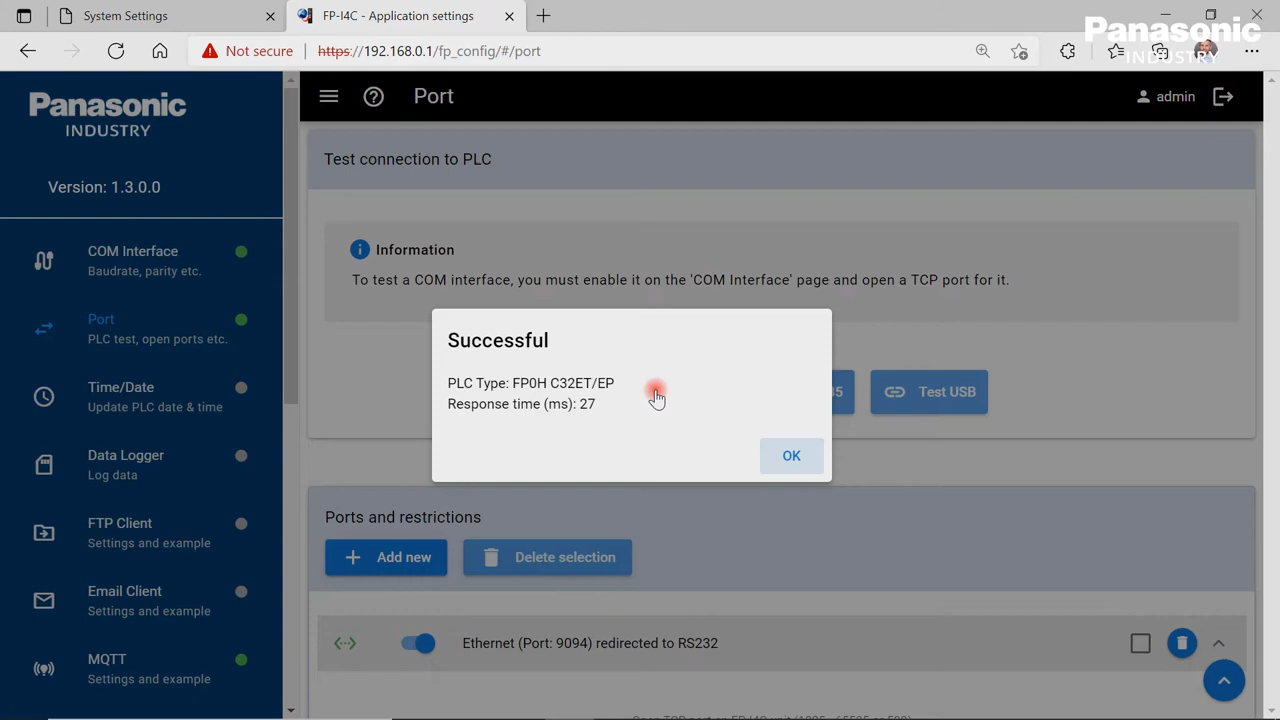 System Settings
FP-I4C - Application settings
Not secure
https://192.168.0.1/fp_config/#/port
Panasonic
INDUSTRY
Panasonic
INDUSTRY
Version: 1.3.0.0
COM Interface
Baudrate, parity etc.
Port
PLC test, open ports etc.
Time/Date
Update PLC date & time
Data Logger
Log data
FTP Client
Settings and example
Email Client
Settings and example
MQTT
Settings and example
Port
admin
Test connection to PLC
Information
To test a COM interface, you must enable it on the 'COM Interface' page and open a TCP port for it.
Successful
PLC Type: FP0H C32ET/EP
Response time (ms): 27
OK
Test USB
Ports and restrictions
Add new
Delete selection
Ethernet (Port: 9094) redirected to RS232